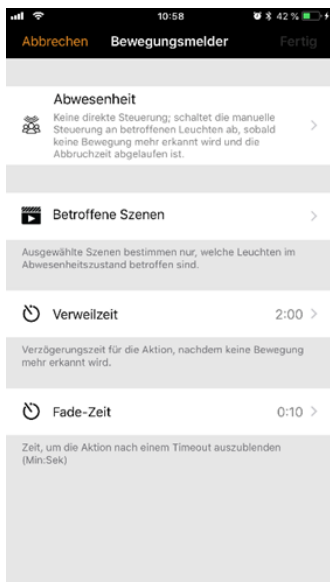 10:58
42 %
Abbrechen Bewegungsmelder Fertig
Abwesenheit
Keine direkte Steuerung; schaltet die manuelle
Steuerung an betroffenen Leuchten ab, sobald
keine Bewegung mehr erkannt wird und die
Abbruchzeit abgelaufen ist.
Betroffene Szenen
Ausgewählte Szenen bestimmen nur, welche Leuchten im
Abwesenheitszustand betroffen sind.
Verweilzeit 2:00
Verzögerungszeit für die Aktion, nachdem keine Bewegung
mehr erkannt wird.
Fade-Zeit 0:10
Zeit, um die Aktion nach einem Timeout auszublenden
(Min:Sek)